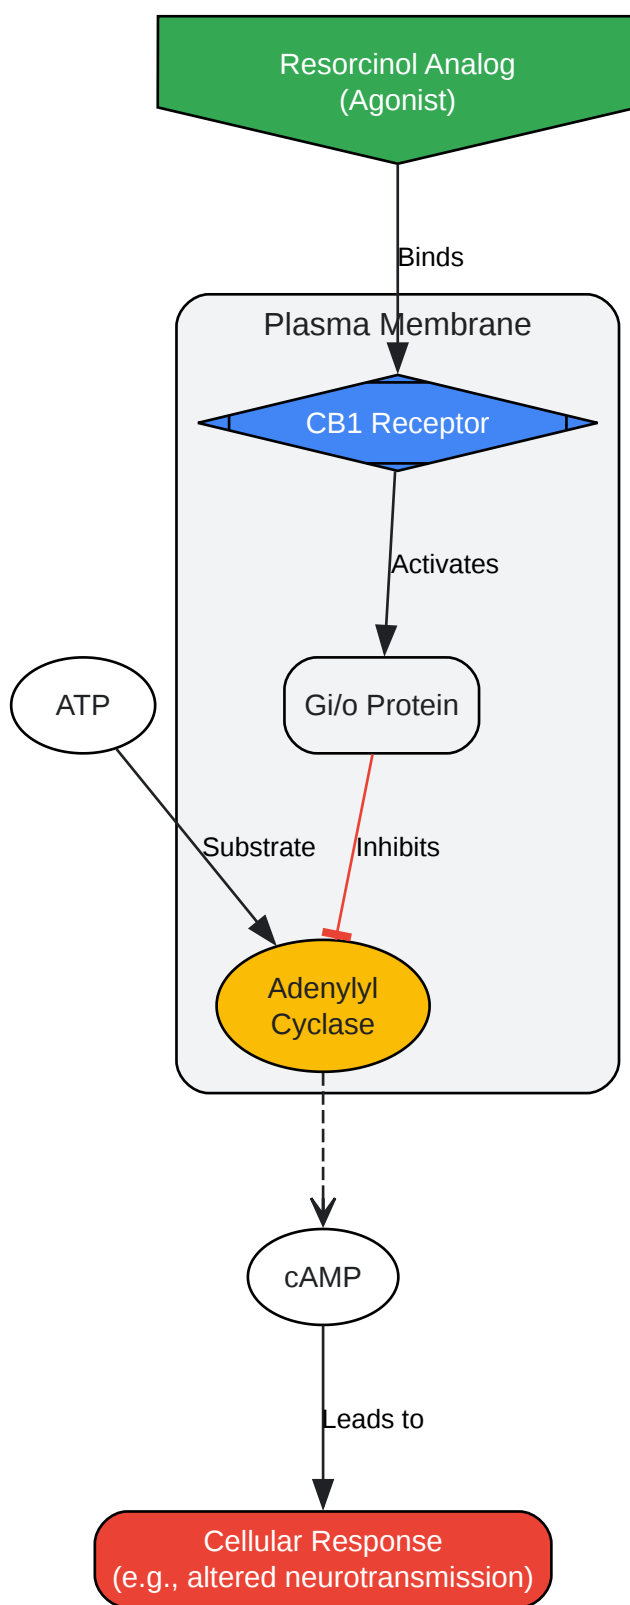 Resorcinol Analog
(Agonist)
Binds
Plasma Membrane
CB1 Receptor
Activates
ATP
Gi/o Protein
Substrate
Inhibits
Adenylyl
Cyclase
cAMP
Leads to
Cellular Response
(e.g., altered neurotransmission)